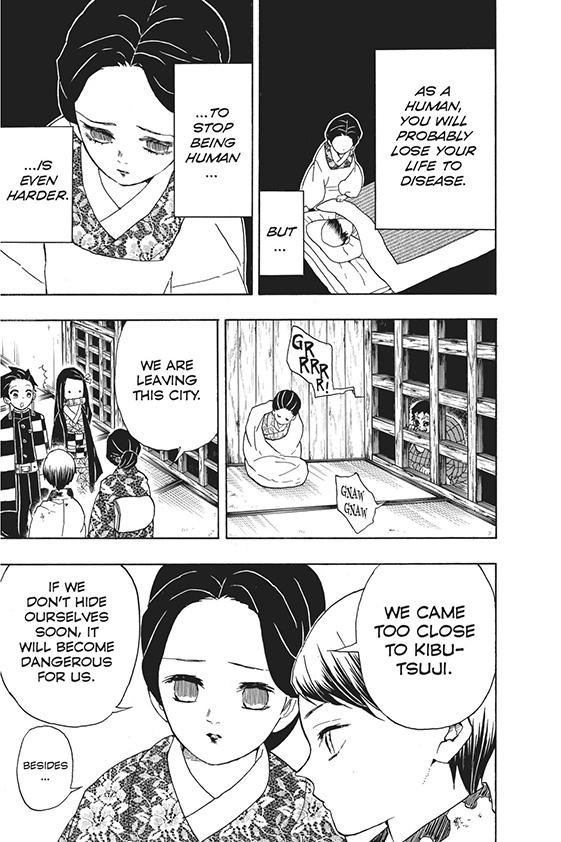 AS A
HUMAN,
YOU WILL
PROBABLY
LOSE YOUR
LIFE TO
DISEASE.
BUT
...
...TO
STOP
BEING
HUMAN
...
...IS
EVEN
HARDER.
GR
RRR
R!
GNAW
GNAW
WE ARE
LEAVING
THIS CITY.
WE CAME
TOO CLOSE
TO KIBU-
TSUJI.
IF WE
DON'T HIDE
OURSELVES
SOON, IT
WILL BECOME
DANGEROUS
FOR US.
BESIDES
...